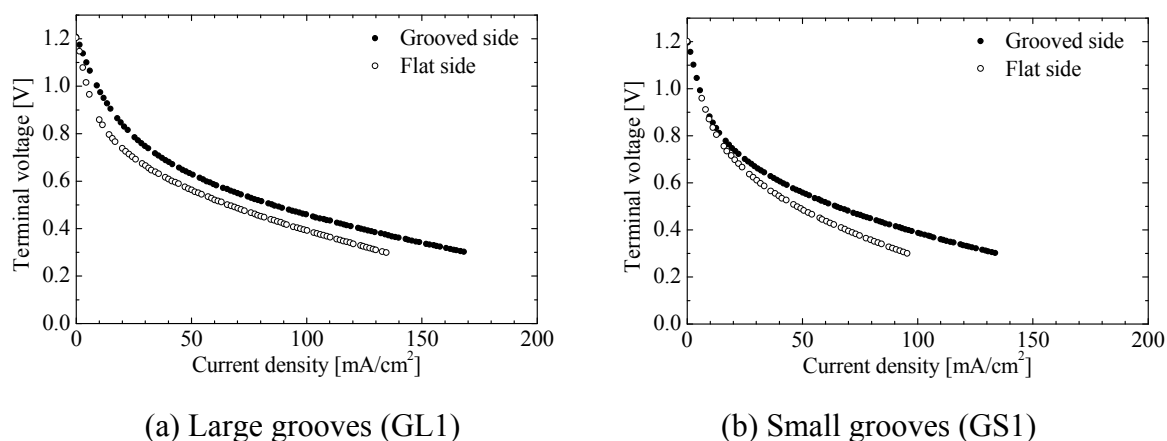 1.2
1.0
0.8
0.6
0.4
0.2
0.0
Terminal voltage [V]
Grooved side
Flat side
0
50
100
150
200
Current density [mA/cm²]
(a) Large grooves (GL1)
1.2
1.0
0.8
0.6
0.4
0.2
0.0
Terminal voltage [V]
Grooved side
Flat side
0
50
100
150
200
Current density [mA/cm²]
(b) Small grooves (GS1)